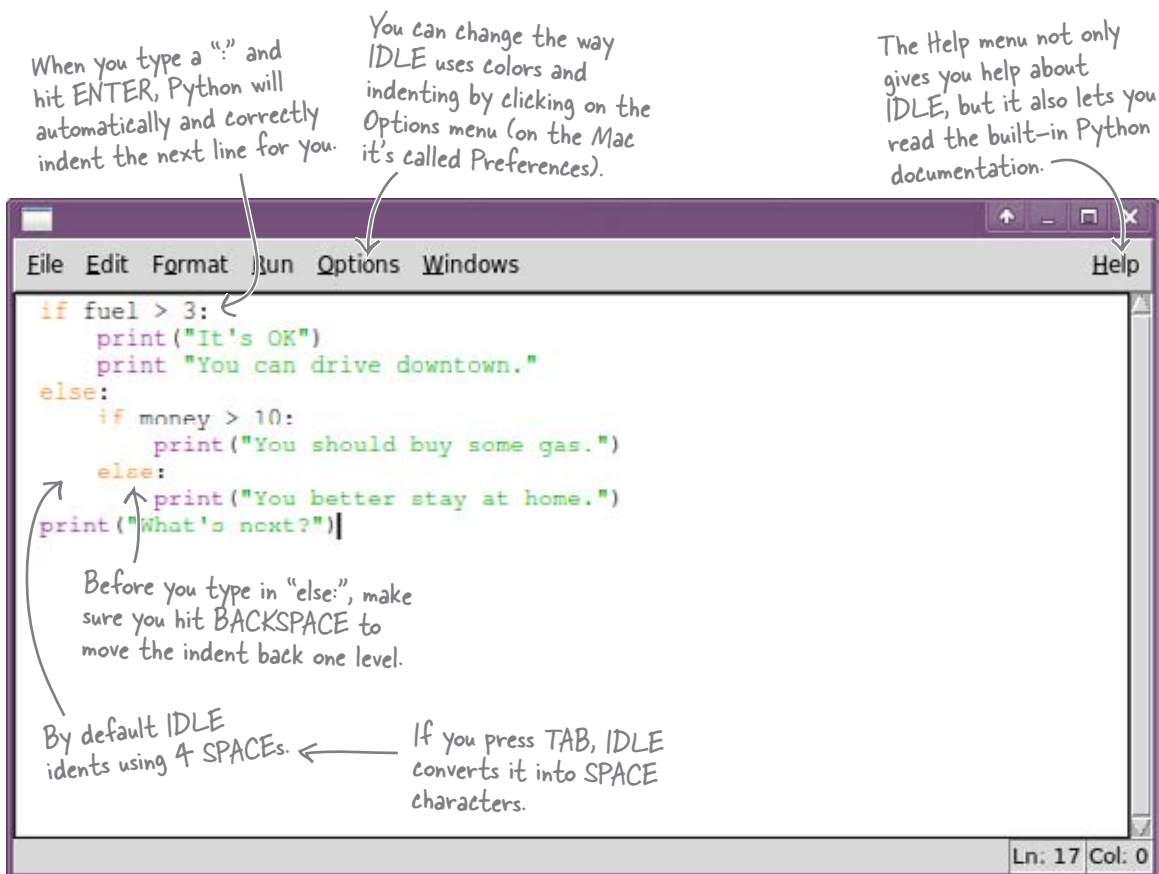 When you type a “:” and
hit ENTER, Python will
automatically and correctly
indent the next line for you.
You can change the way
IDLE uses colors and
indenting by clicking on the
Options menu (on the Mac
it's called Preferences).
The Help menu not only
gives you help about
IDLE, but it also lets you
read the built-in Python
documentation.
File Edit Format Run Options Windows Help
if fuel > 3:
    print("It's OK")
    print "You can drive downtown."
else:
    if money > 10:
        print("You should buy some gas.")
    else:
        print("You better stay at home.")
print("What's next?")
Before you type in “else:”, make
sure you hit BACKSPACE to
move the indent back one level.
By default IDLE
idents using 4 SPACEs.
If you press TAB, IDLE
converts it into SPACE
characters.
Ln: 17 Col: 0